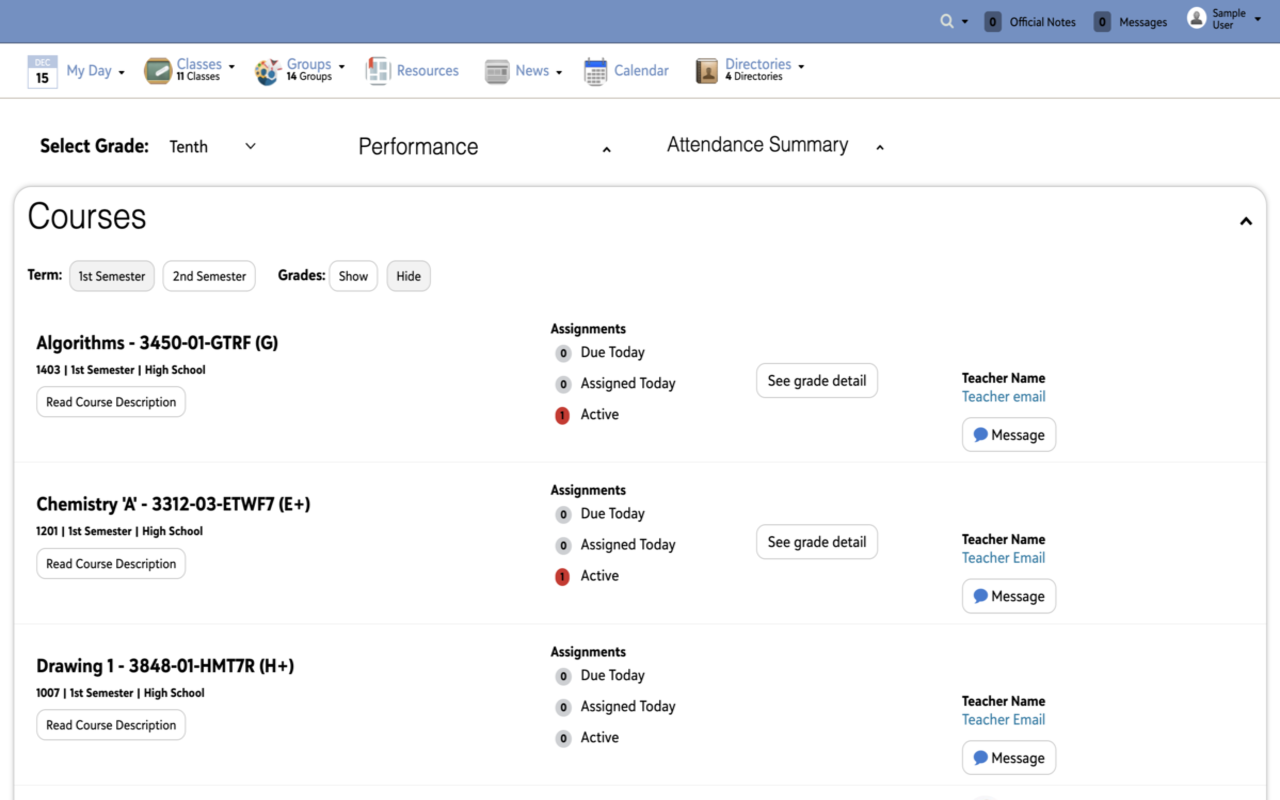 0 Official Notes 0 Messages Sample
User
DEC
15 My Day Classes
11 Classes
Groups
14 Groups
Resources News Calendar Directories
4 Directories
Select Grade: Tenth Performance Attendance Summary
Courses
Term: 1st Semester 2nd Semester Grades: Show Hide
Algorithms - 3450-01-GTRF (G)
1403 | 1st Semester | High School
Read Course Description
Assignments
0 Due Today
0 Assigned Today
1 Active
See grade detail
Teacher Name
Teacher email
Message
Chemistry 'A' - 3312-03-ETWF7 (E+)
1201 | 1st Semester | High School
Read Course Description
Assignments
0 Due Today
0 Assigned Today
1 Active
See grade detail
Teacher Name
Teacher Email
Message
Drawing 1 - 3848-01-HMT7R (H+)
1007 | 1st Semester | High School
Read Course Description
Assignments
0 Due Today
0 Assigned Today
0 Active
Teacher Name
Teacher Email
Message